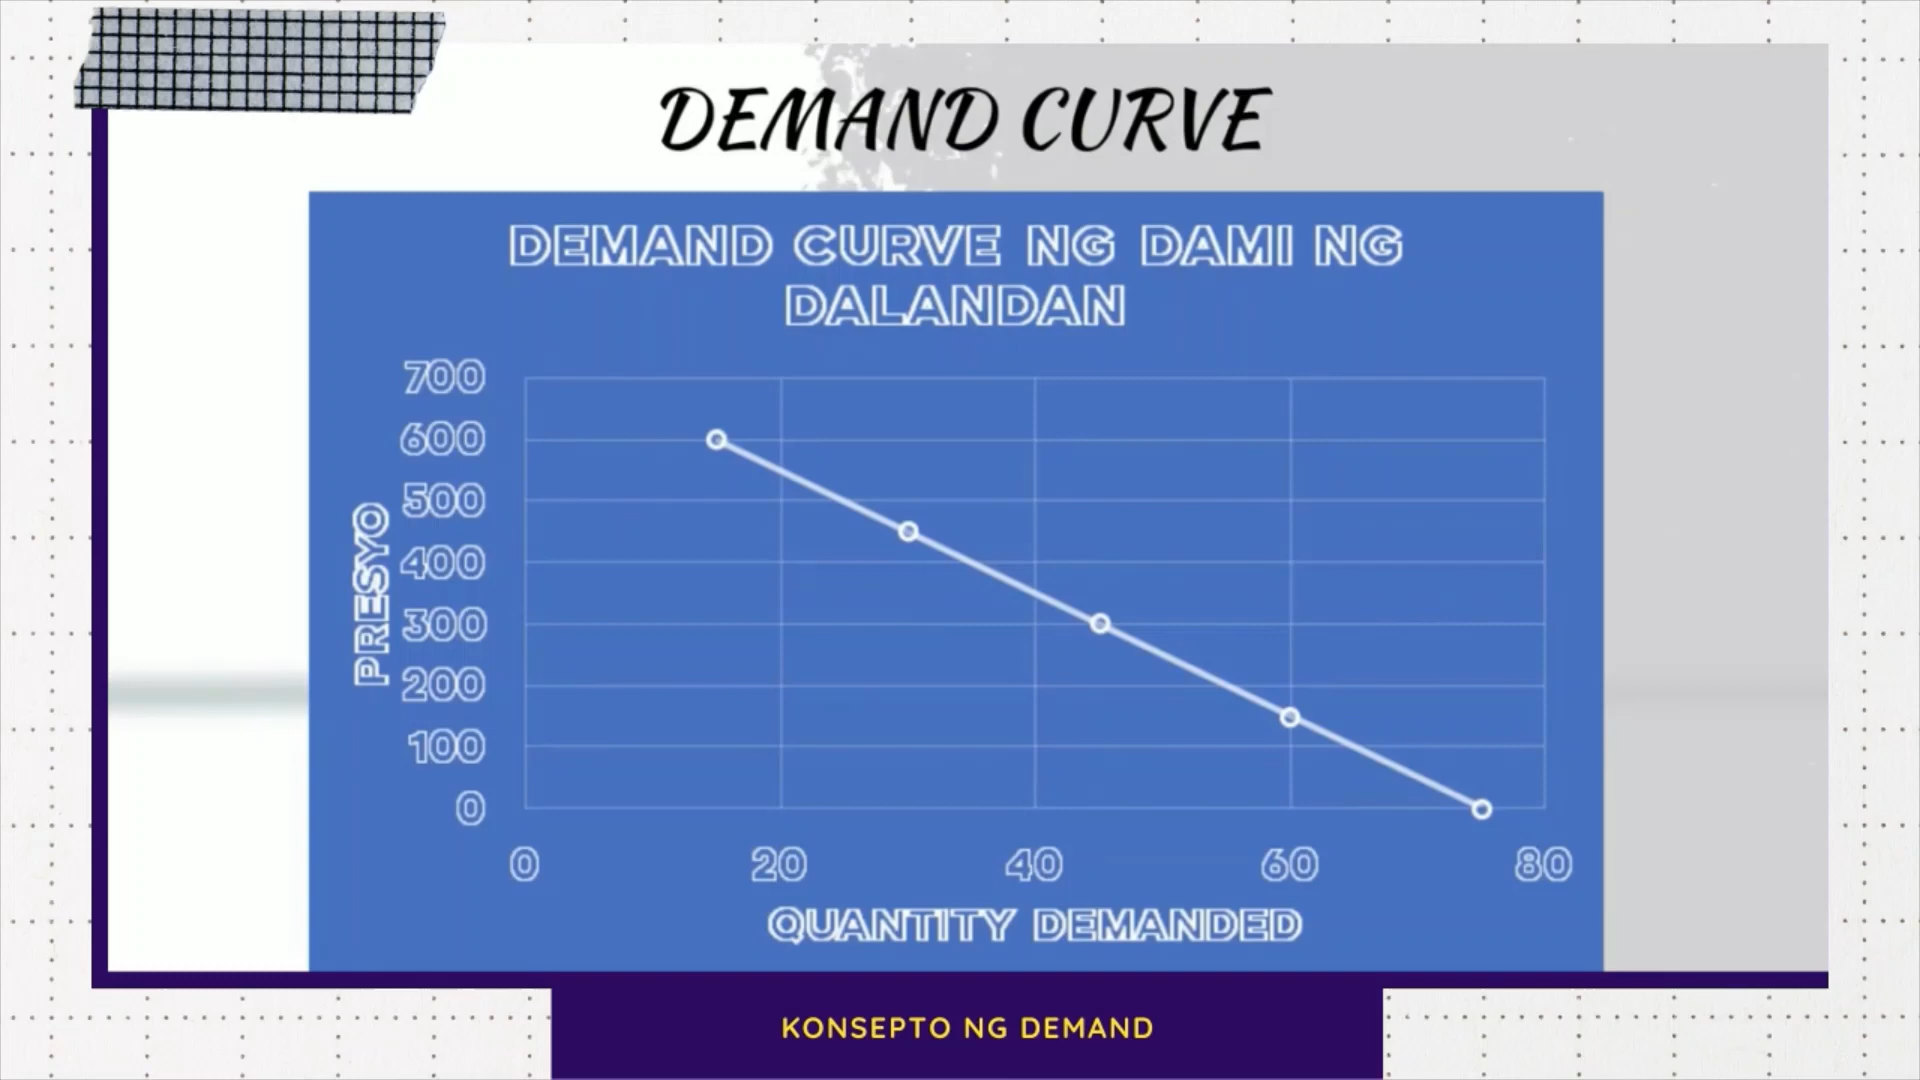 DEMAND CURVE
DEMAND CURVE NG DAMI NG
DALANDAN
700
600
500
400
300
200
100
0
PRESYO
0 20 40 60 80
QUANTITY DEMANDED
KONSEPTO NG DEMAND